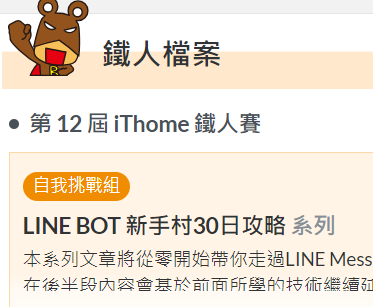 鐵人檔案
第 12 屆 iThome 鐵人賽
自我挑戰組
LINE BOT 新手村30日攻略 系列
本系列文章將從零開始帶你走過LINE Mess
在後半段內容會基於前面所學的技術繼續延